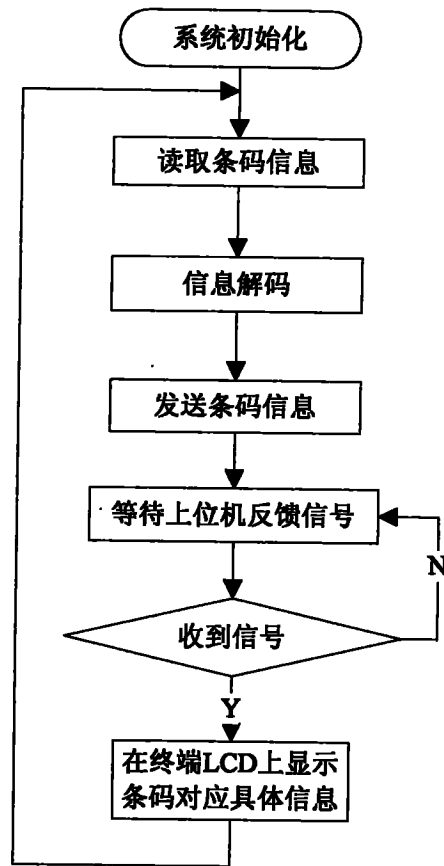 系统初始化
读取条码信息
信息解码
发送条码信息
等待上位机反馈信号
N
收到信号
Y
在终端LCD上显示
条码对应具体信息